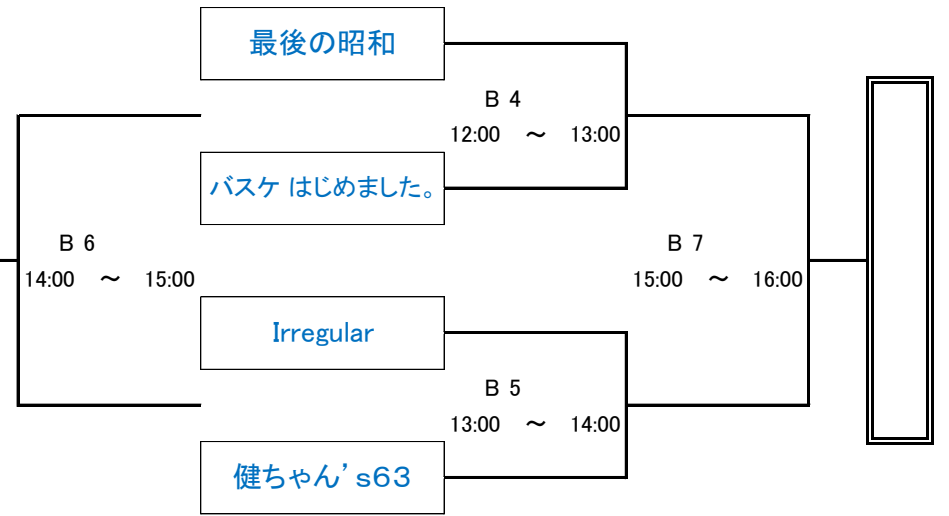 最後の昭和
B 4
12:00 ～ 13:00
バスケ はじめました。
B 6
14:00 ～ 15:00
B 7
15:00 ～ 16:00
Irregular
B 5
13:00 ～ 14:00
健ちゃん’s63